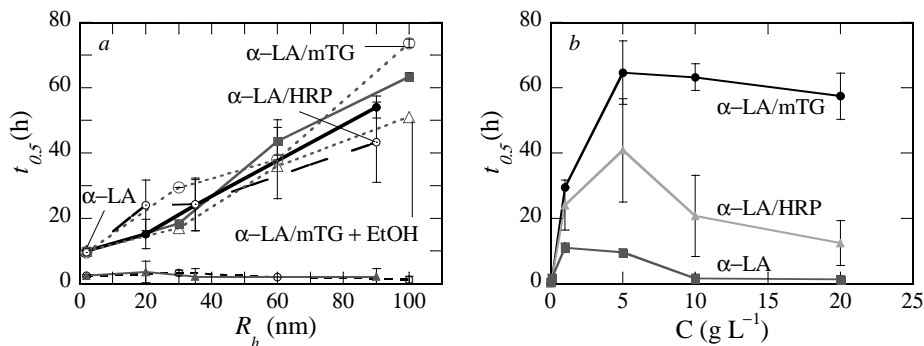 80
60
40
20
0
t0.5 (h)
a
α–LA/mTG
α–LA/HRP
α–LA
α–LA/mTG + EtOH
0 20 40 60 80 100
Rh (nm)
80
60
40
20
0
t0.5 (h)
b
α–LA/mTG
α–LA/HRP
α–LA
0 5 10 15 20 25
C (g L−1)